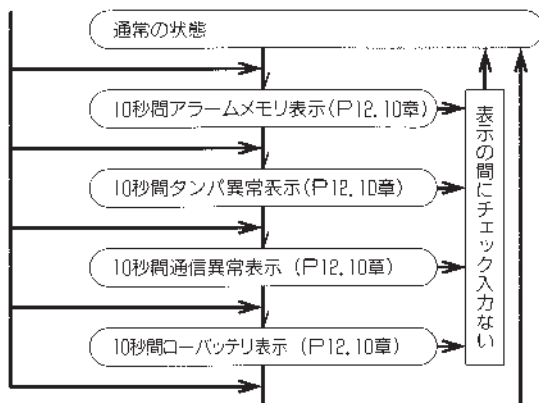 通常の状態
10秒間アラームメモリ表示(P12.10章)
10秒間タンパ異常表示(P12.10章)
10秒間通信異常表示 (P12.10章)
10秒間ローバッテリ表示 (P12.10章)
表示の間にチェック入力ない